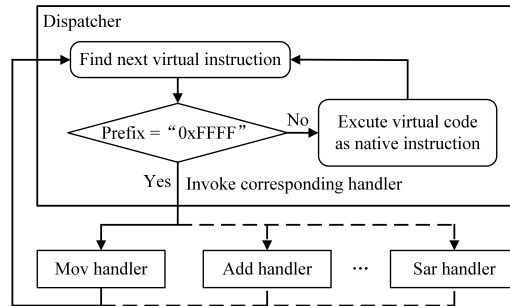 Dispatcher
Find next virtual instruction
Prefix = “0xFFFF”
No
Excute virtual code
as native instruction
Yes
Invoke corresponding handler
Mov handler
Add handler
...
Sar handler